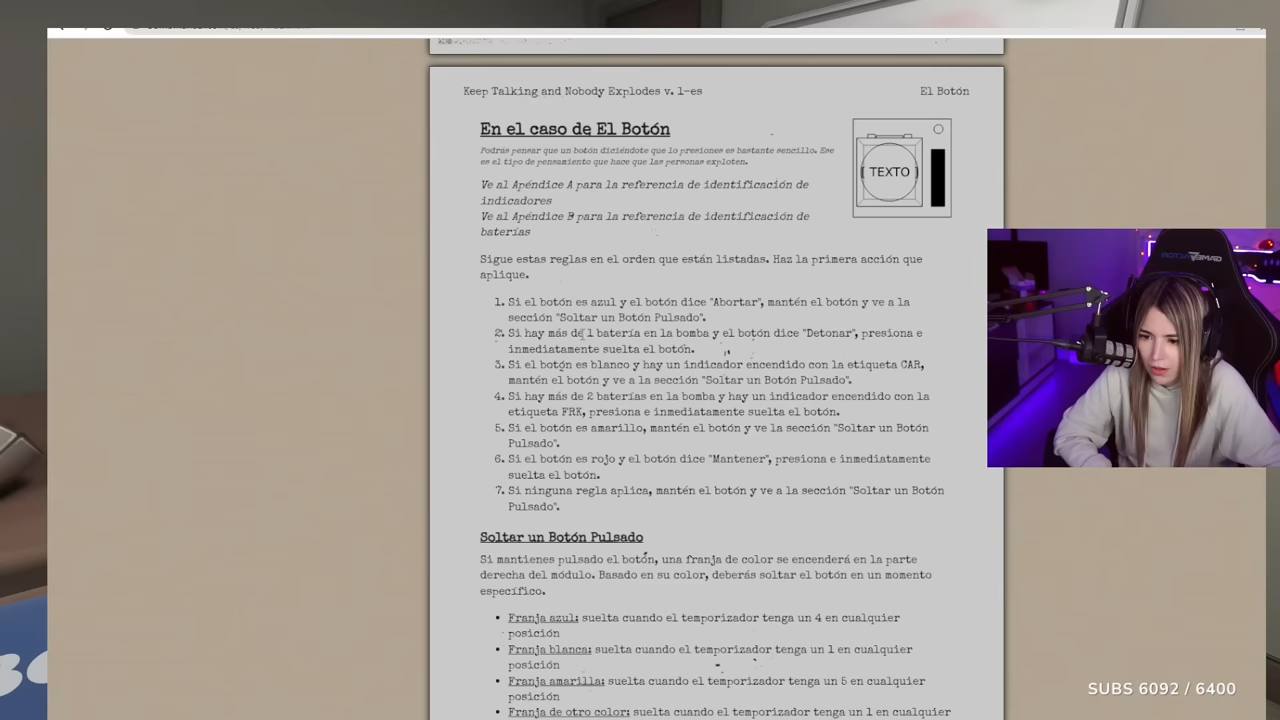 Keep Talking and Nobody Explodes v. 1-es
El Botón
En el caso de El Botón
Podrás pensar que un botón diciéndote que lo presiones es bastante sencillo. Ese
es el tipo de pensamiento que hace que las personas exploten.
TEXTO
Ve al Apéndice A para la referencia de identificación de
indicadores
Ve al Apéndice B para la referencia de identificación de
baterías
Sigue estas reglas en el orden que están listadas. Haz la primera acción que
aplique.
1. Si el botón es azul y el botón dice "Abortar", mantén el botón y ve a la
sección "Soltar un Botón Pulsado".
2. Si hay más de 1 batería en la bomba y el botón dice "Detonar", presiona e
inmediatamente suelta el botón.
3. Si el botón es blanco y hay un indicador encendido con la etiqueta CAR,
mantén el botón y ve a la sección "Soltar un Botón Pulsado".
4. Si hay más de 2 baterías en la bomba y hay un indicador encendido con la
etiqueta FRK, presiona e inmediatamente suelta el botón.
5. Si el botón es amarillo, mantén el botón y ve la sección "Soltar un Botón
Pulsado".
6. Si el botón es rojo y el botón dice "Mantener", presiona e inmediatamente
suelta el botón.
7. Si ninguna regla aplica, mantén el botón y ve a la sección "Soltar un Botón
Pulsado".
Soltar un Botón Pulsado
Si mantienes pulsado el botón, una franja de color se encenderá en la parte
derecha del módulo. Basado en su color, deberás soltar el botón en un momento
específico.
• Franja azul: suelta cuando el temporizador tenga un 4 en cualquier
posición
• Franja blanca: suelta cuando el temporizador tenga un 1 en cualquier
posición
• Franja amarilla: suelta cuando el temporizador tenga un 5 en cualquier
posición
• Franja de otro color: suelta cuando el temporizador tenga un 1 en cualquier
SUBS 6092 / 6400